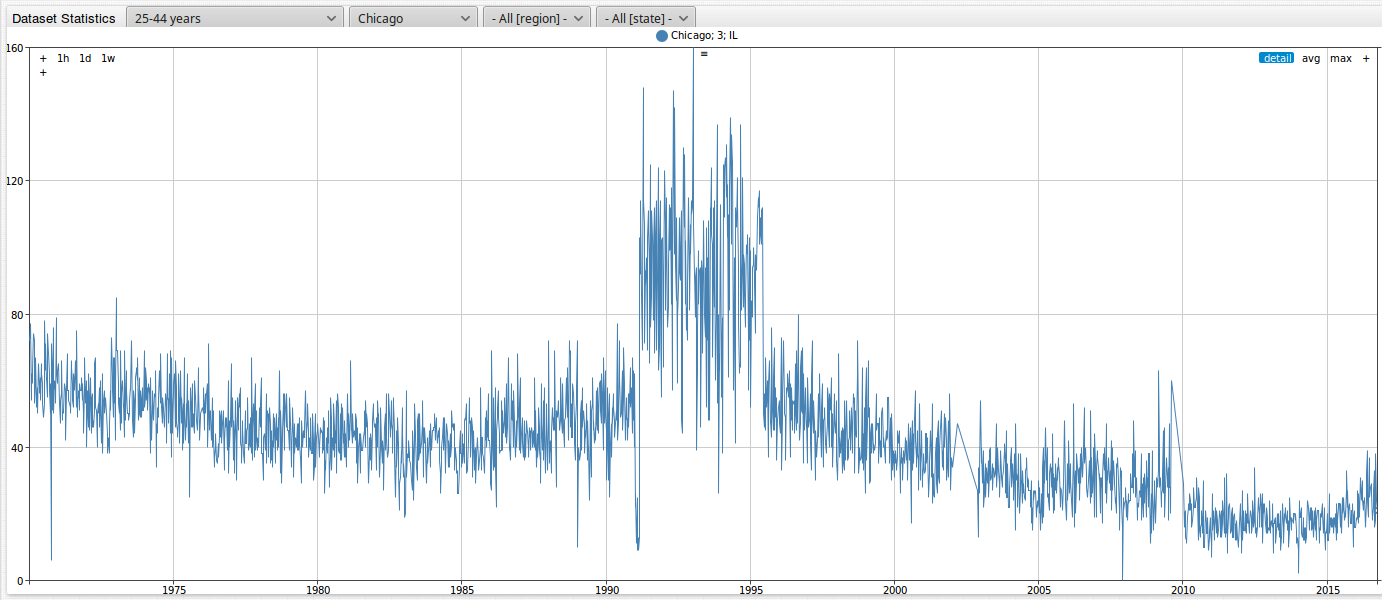 Dataset Statistics 25-44 years Chicago - All [region] - - All [state] -
Chicago; 3; IL
160
+ 1h 1d 1w detail avg max +
+
120
80
40
0
1975 1980 1985 1990 1995 2000 2005 2010 2015